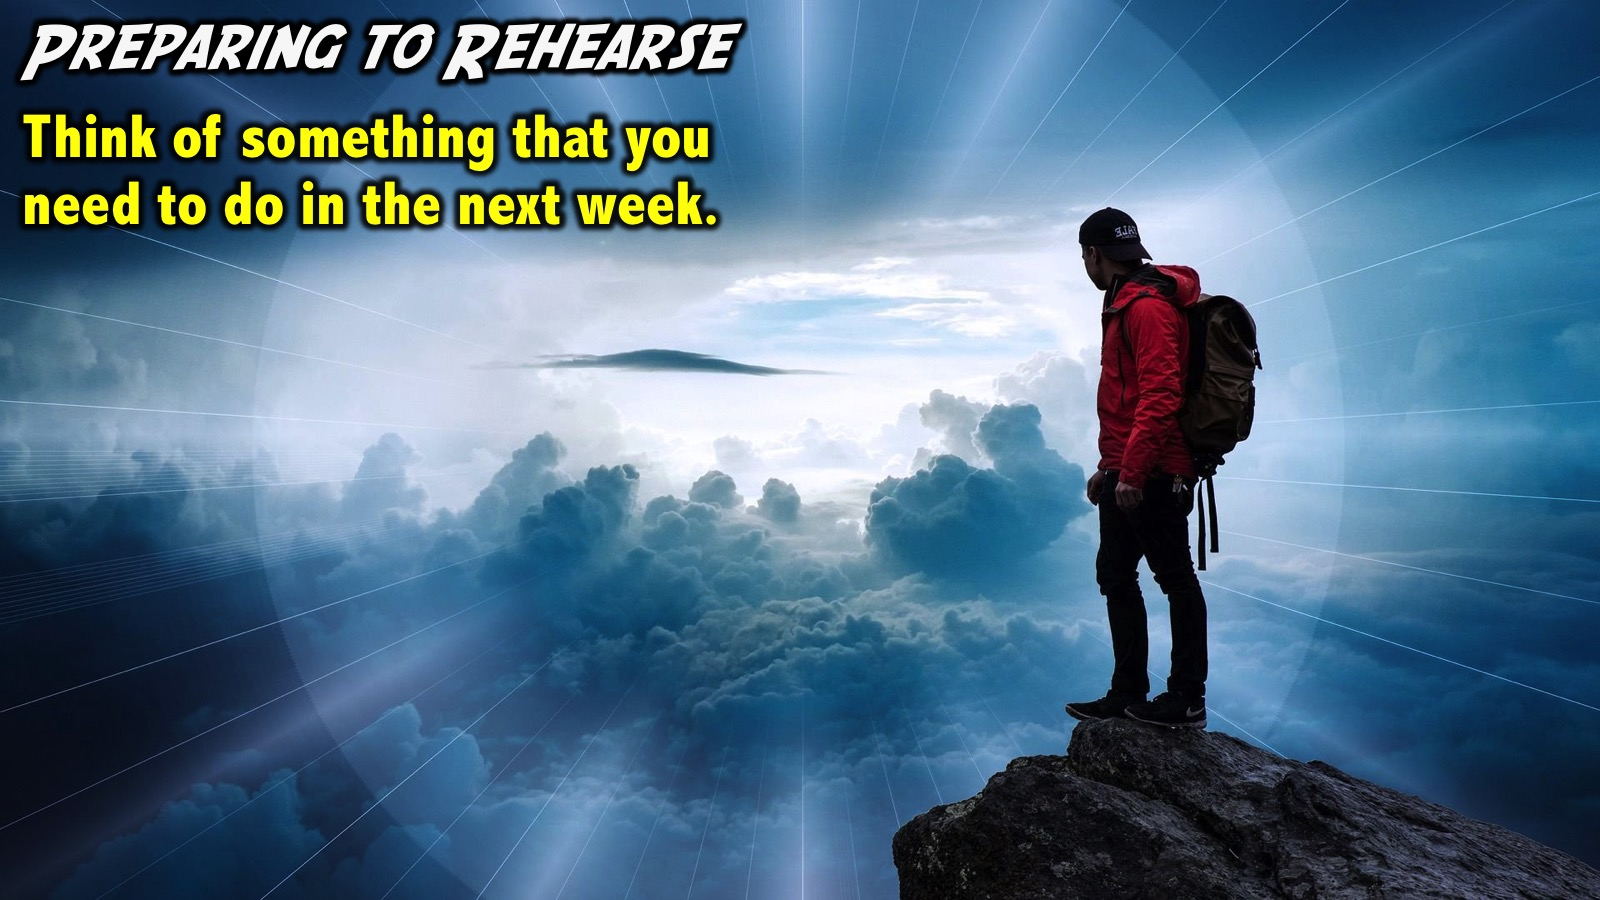 Preparing to Rehearse
Think of something that you
need to do in the next week.